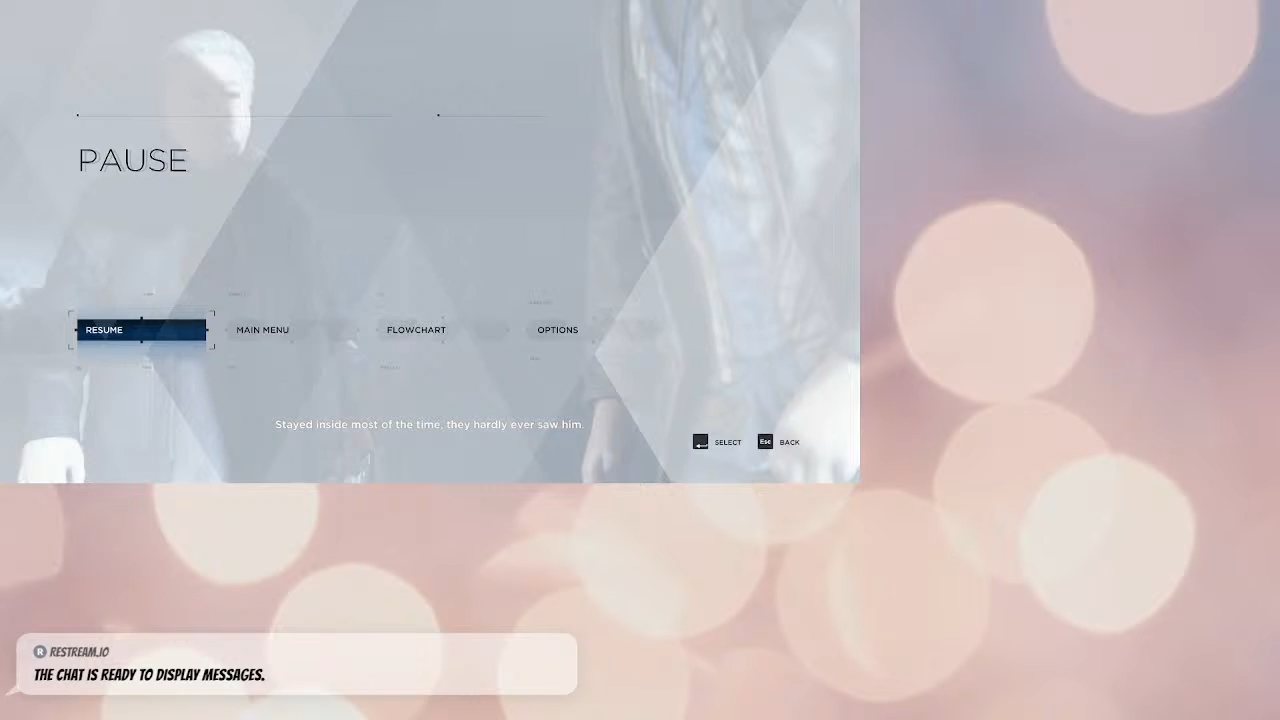 PAUSE
RESUME
MAIN MENU
FLOWCHART
OPTIONS
Stayed inside most of the time, they hardly ever saw him.
SELECT
Esc BACK
R RESTREAM.IO
THE CHAT IS READY TO DISPLAY MESSAGES.